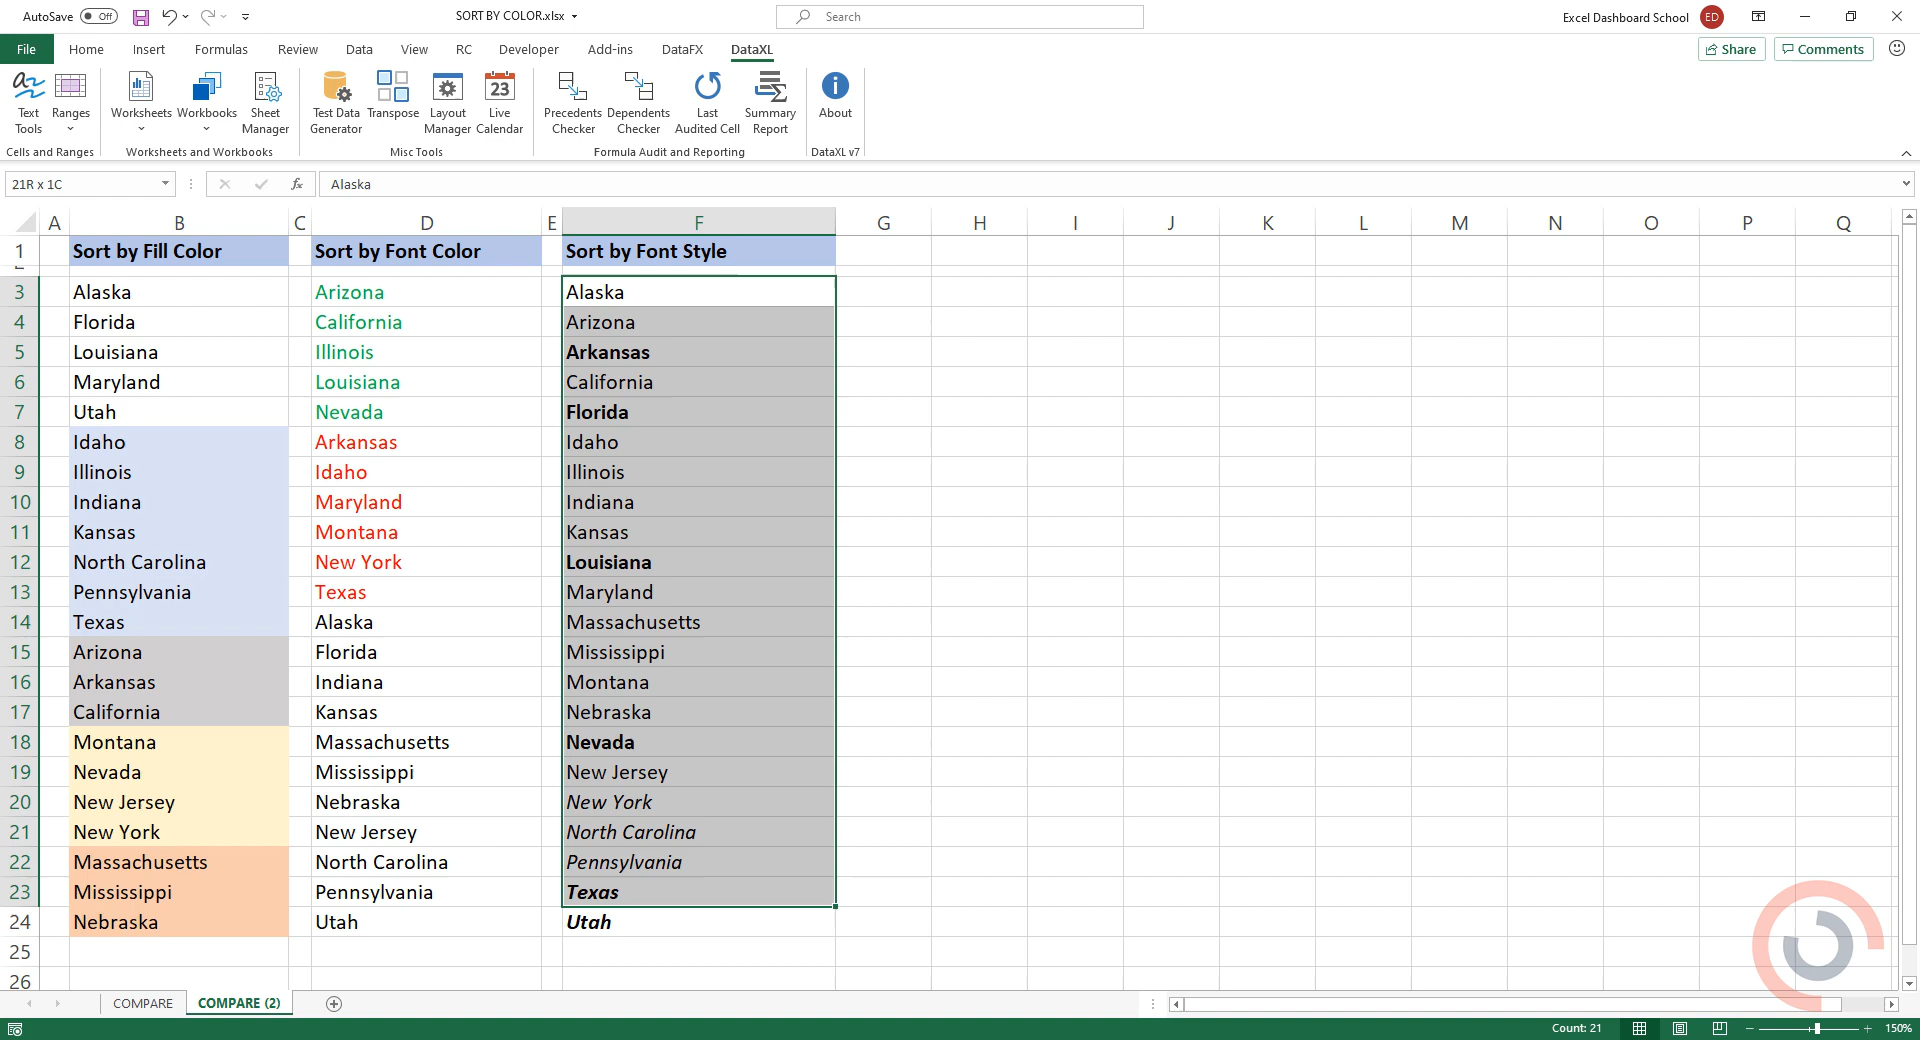 AutoSave Off SORT BY COLOR.xlsx Search Excel Dashboard School ED
File Home Insert Formulas Review Data View RC Developer Add-ins DataFX DataXL Share Comments
23
Text Tools Ranges Worksheets Workbooks Sheet Manager Test Data Generator Transpose Layout Manager Live Calendar Precedents Checker Dependents Checker Last Audited Cell Summary Report About
Cells and Ranges Worksheets and Workbooks Misc Tools Formula Audit and Reporting DataXL v7
21R x 1C fx Alaska
A B C D E F G H I J K L M N O P Q
1 Sort by Fill Color Sort by Font Color Sort by Font Style
3 Alaska Arizona Alaska
4 Florida California Arizona
5 Louisiana Illinois Arkansas
6 Maryland Louisiana California
7 Utah Nevada Florida
8 Idaho Arkansas Idaho
9 Illinois Idaho Illinois
10 Indiana Maryland Indiana
11 Kansas Montana Kansas
12 North Carolina New York Louisiana
13 Pennsylvania Texas Maryland
14 Texas Alaska Massachusetts
15 Arizona Florida Mississippi
16 Arkansas Indiana Montana
17 California Kansas Nebraska
18 Montana Massachusetts Nevada
19 Nevada Mississippi New Jersey
20 New Jersey Nebraska New York
21 New York New Jersey North Carolina
22 Massachusetts North Carolina Pennsylvania
23 Mississippi Pennsylvania Texas
24 Nebraska Utah Utah
25
26
COMPARE COMPARE (2)
Count: 21 150%